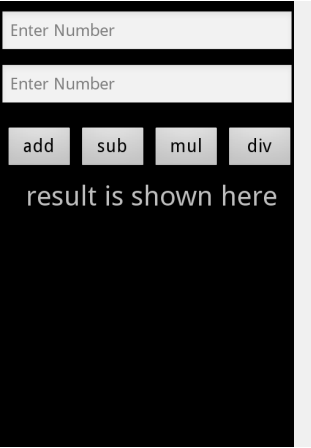 Enter Number
Enter Number
add sub mul div
result is shown here